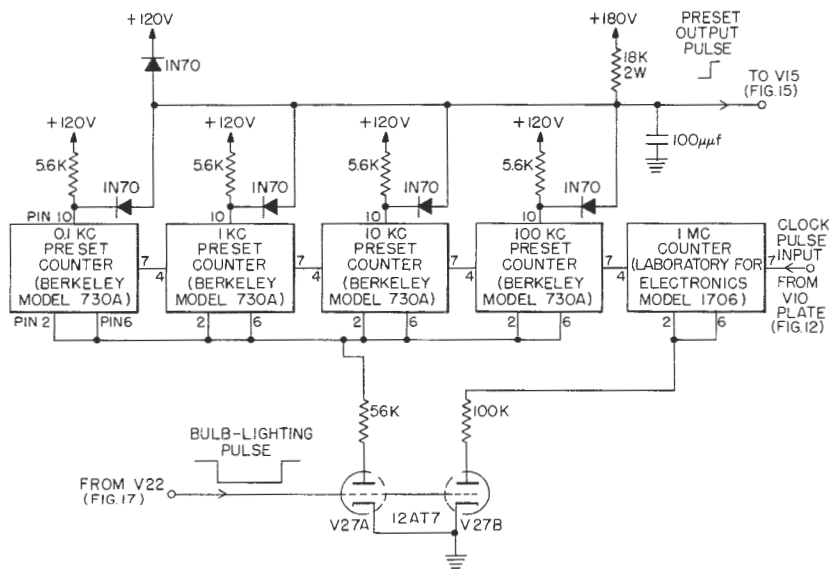 +120V
+180V
PRESET
OUTPUT
PULSE
1N70
18K
2W
TO V15
(FIG.15)
+120V
+120V
+120V
+120V
100μμf
5.6K
5.6K
5.6K
5.6K
1N70
1N70
1N70
1N70
PIN 10
10
10
10
0.1 KC
PRESET
COUNTER
(BERKELEY
MODEL 730A)
7
4
1 KC
PRESET
COUNTER
(BERKELEY
MODEL 730A)
7
4
10 KC
PRESET
COUNTER
(BERKELEY
MODEL 730A)
7
4
100 KC
PRESET
COUNTER
(BERKELEY
MODEL 730A)
7
4
1 MC
COUNTER
(LABORATORY FOR
ELECTRONICS
MODEL 1706)
7
CLOCK
PULSE
INPUT
FROM
V10
PLATE
(FIG.12)
PIN 2
PIN6
2
6
2
6
2
6
2
6
56K
100K
BULB-LIGHTING
PULSE
FROM V22
(FIG.17)
V27A
12AT7
V27B